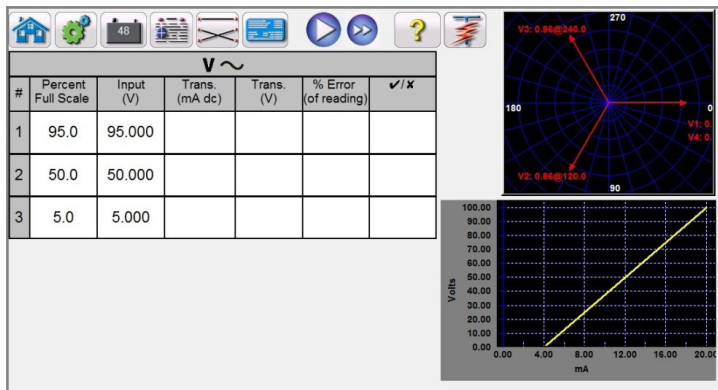 48
?
V ∼
# Percent Full Scale Input (V) Trans. (mA dc) Trans. (V) % Error (of reading) ✔/✘
1 95.0 95.000
2 50.0 50.000
3 5.0 5.000
270
V3: 0.86@240.0
180
0
V1: 0.
V4: 0.
V2: 0.86@120.0
90
Volts
100.00
90.00
80.00
70.00
60.00
50.00
40.00
30.00
20.00
10.00
0.00
0.00 4.00 8.00 12.00 16.00 20.00
mA